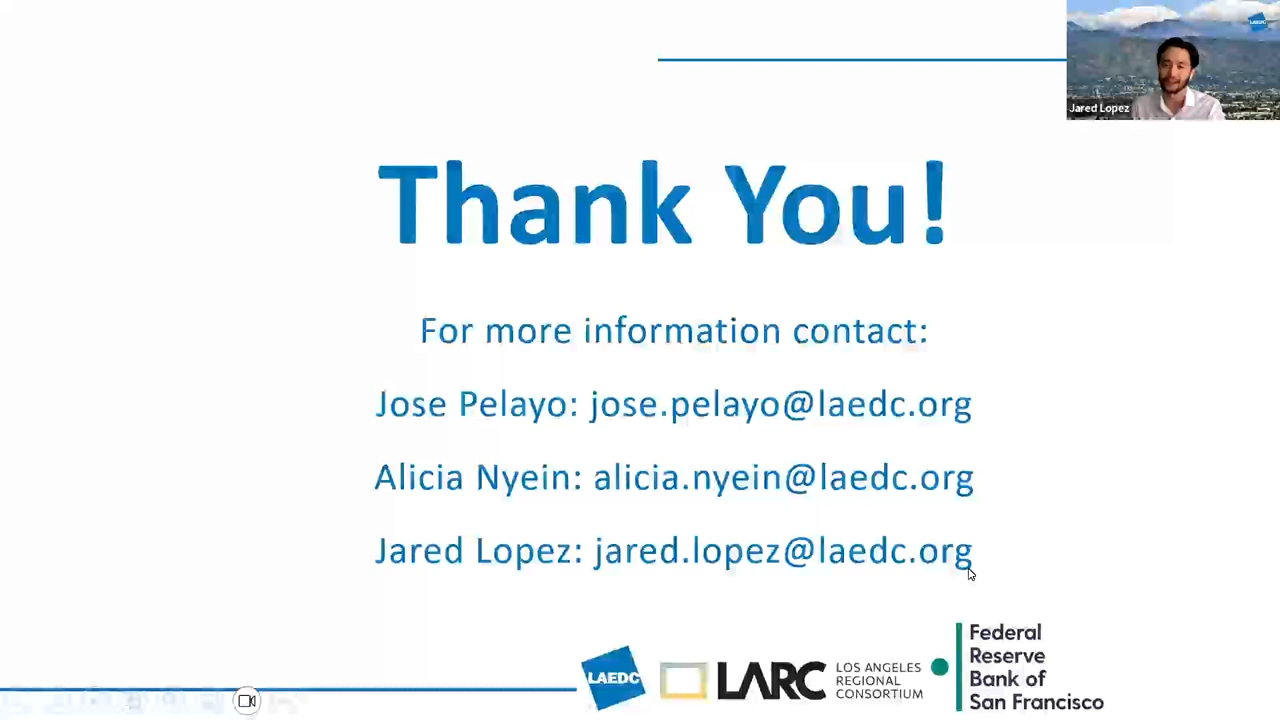 LAEDC
Jared Lopez
Thank You!
For more information contact:
Jose Pelayo: jose.pelayo@laedc.org
Alicia Nyein: alicia.nyein@laedc.org
Jared Lopez: jared.lopez@laedc.org
LAEDC
LARC
LOS ANGELES
REGIONAL
CONSORTIUM
Federal
Reserve
Bank of
San Francisco